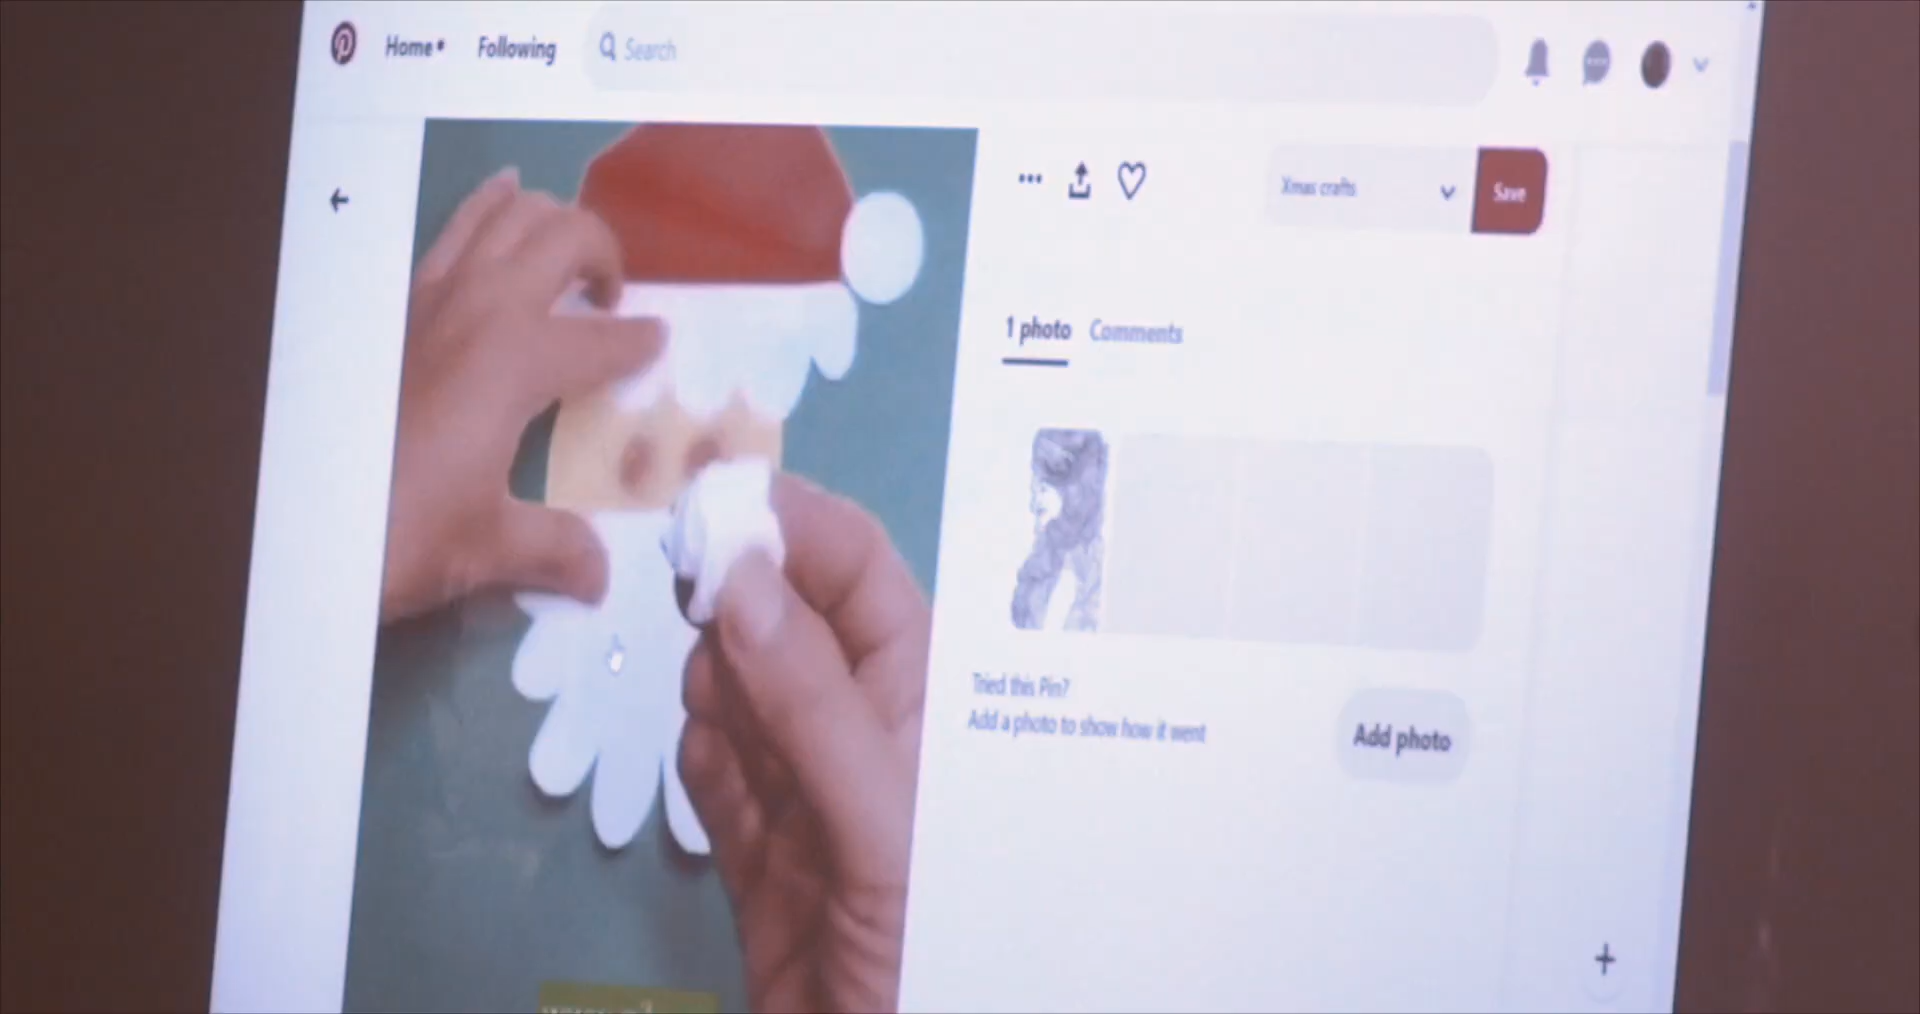 Home
Following
Search
Xmas crafts
Save
1 photo
Comments
Tried this Pin?
Add a photo to show how it went
Add photo